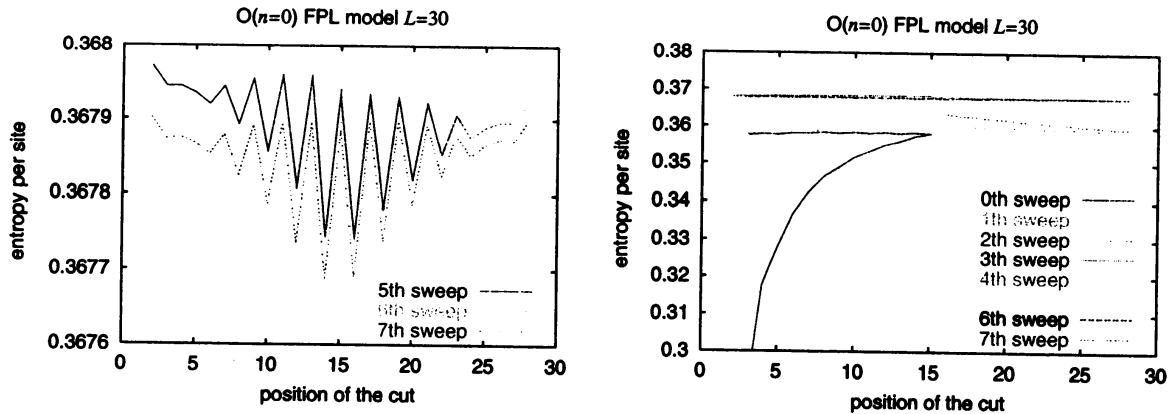 O(n=0) FPL model L=30
0.368
0.3679
0.3678
0.3677
0.3676
entropy per site
5th sweep
6th sweep
7th sweep
0 5 10 15 20 25 30
position of the cut
O(n=0) FPL model L=30
0.38
0.37
0.36
0.35
0.34
0.33
0.32
0.31
0.3
entropy per site
0th sweep
1th sweep
2th sweep
3th sweep
4th sweep
6th sweep
7th sweep
0 5 10 15 20 25 30
position of the cut